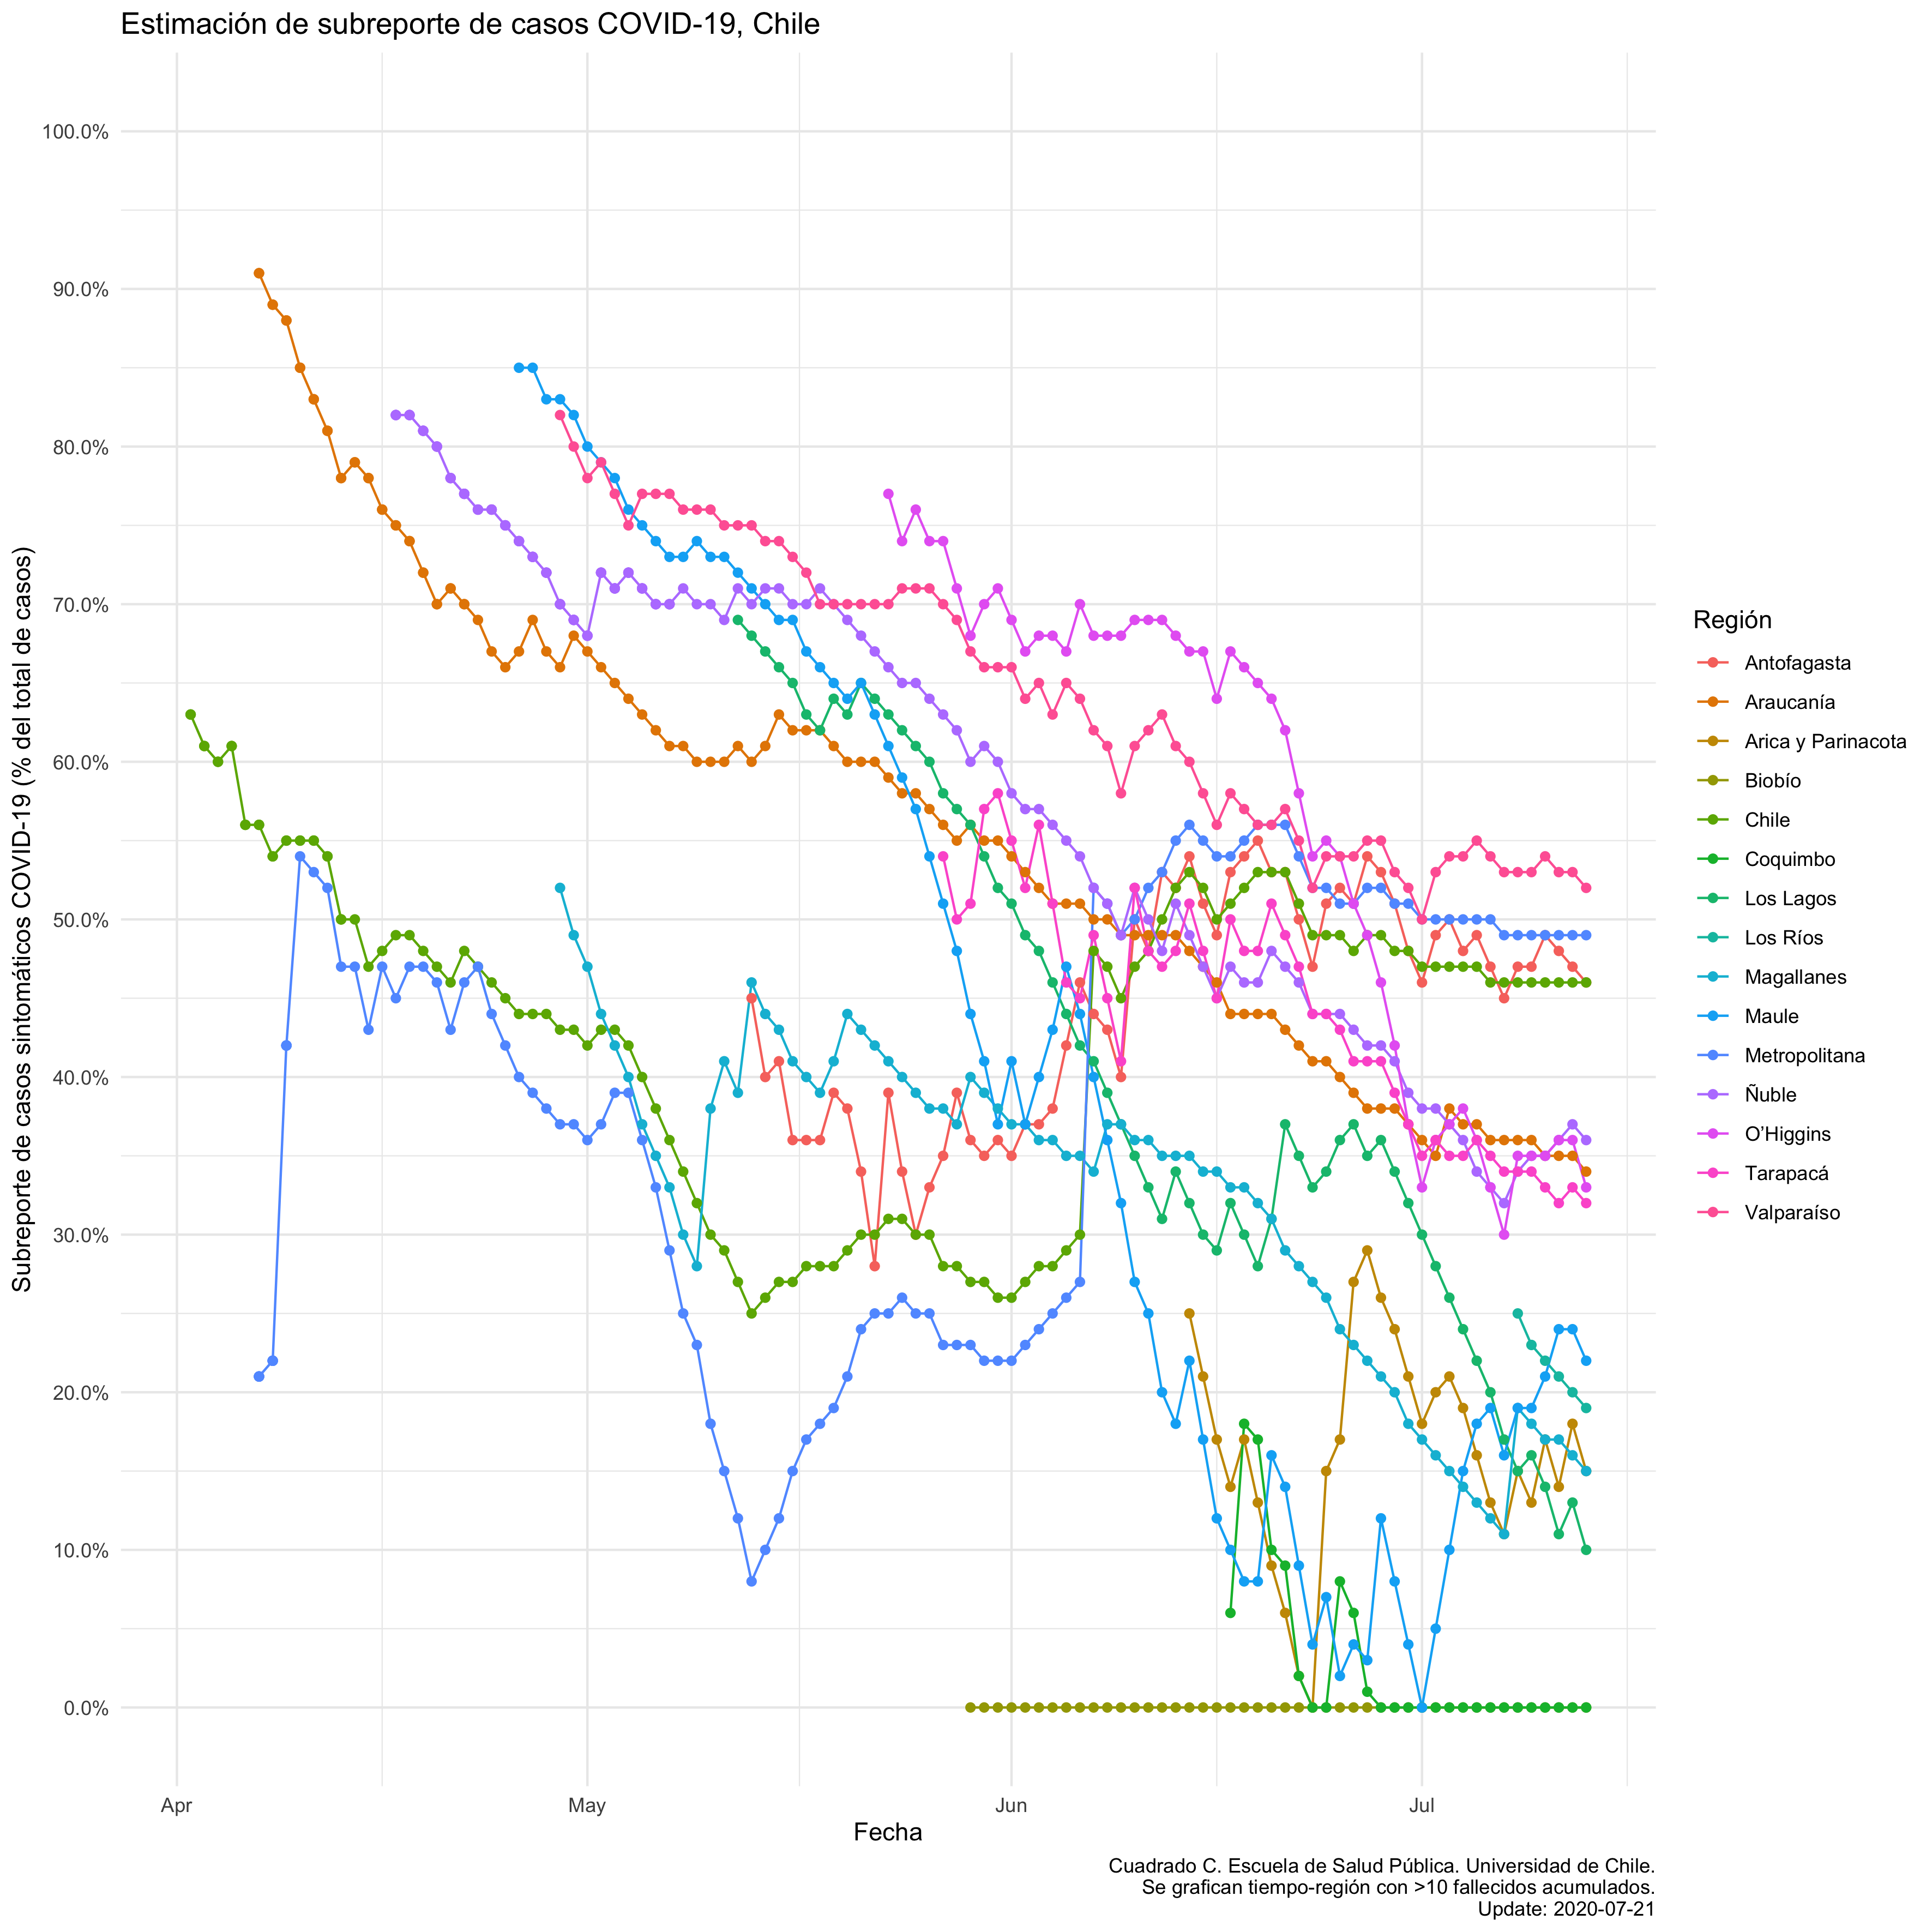 Estimación de subreporte de casos COVID-19, Chile
Subreporte de casos sintomáticos COVID-19 (% del total de casos)
100.0%
90.0%
80.0%
70.0%
60.0%
50.0%
40.0%
30.0%
20.0%
10.0%
0.0%
Apr
May
Jun
Jul
Fecha
Región
Antofagasta
Araucanía
Arica y Parinacota
Biobío
Chile
Coquimbo
Los Lagos
Los Ríos
Magallanes
Maule
Metropolitana
Ñuble
O'Higgins
Tarapacá
Valparaíso
Cuadrado C. Escuela de Salud Pública. Universidad de Chile.
Se grafican tiempo-región con >10 fallecidos acumulados.
Update: 2020-07-21